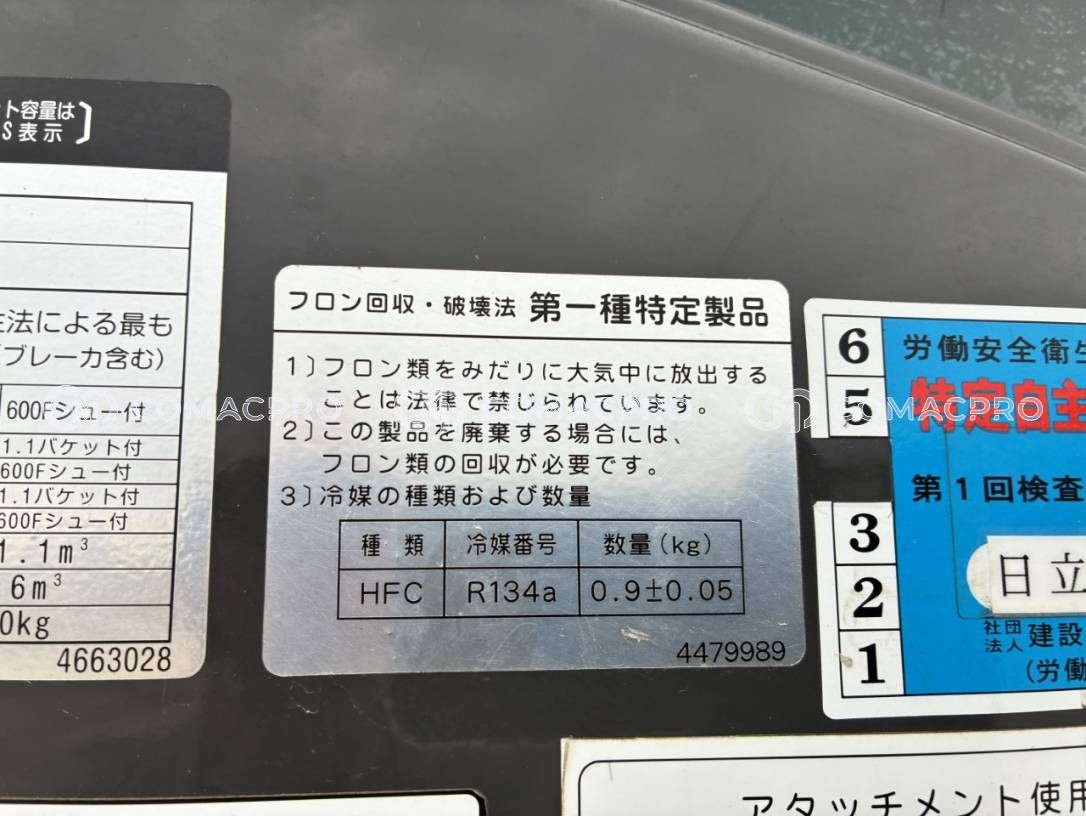 ト容量は
S表示〕
法による最も
ブレーカ含む)
600Fシュー付
1.1バケット付
600Fシュー付
1.1バケット付
600Fシュー付
1.1m³
6m³
0kg
4663028
フロン回収・破壊法 第一種特定製品
1)フロン類をみだりに大気中に放出する
ことは法律で禁じられています。
2)この製品を廃棄する場合には、
フロン類の回収が必要です。
3)冷媒の種類および数量
種 類 冷媒番号 数量(kg)
HFC R134a 0.9±0.05
4479989
6
5
3
2
1
労働安全衛生
特定自主
第1回検査
日立
社団
法人 建設
(労働
アタッチメント使用
OMACPRO